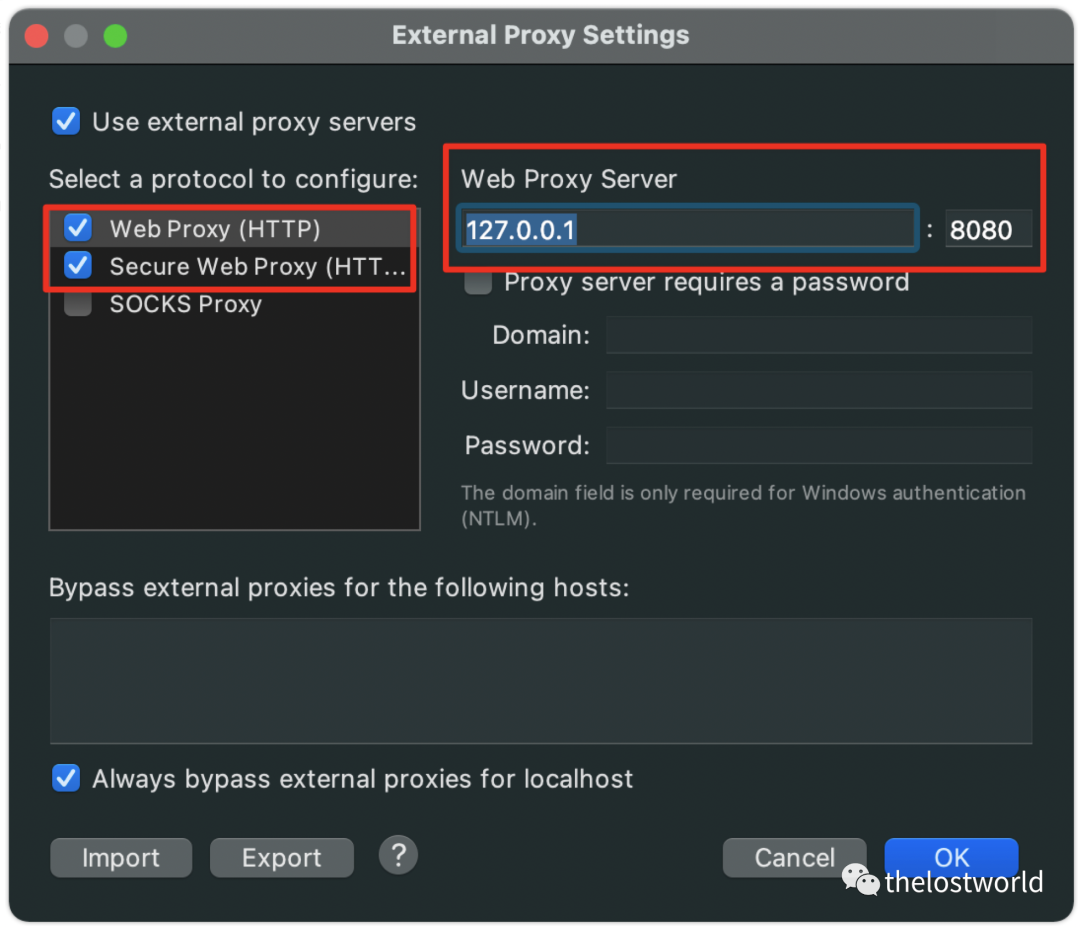 External Proxy Settings
Use external proxy servers
Select a protocol to configure:
Web Proxy (HTTP)
Secure Web Proxy (HTT...
SOCKS Proxy
Web Proxy Server
127.0.0.1 : 8080
Proxy server requires a password
Domain:
Username:
Password:
The domain field is only required for Windows authentication
(NTLM).
Bypass external proxies for the following hosts:
Always bypass external proxies for localhost
Import Export ? Cancel OK
thelostworld